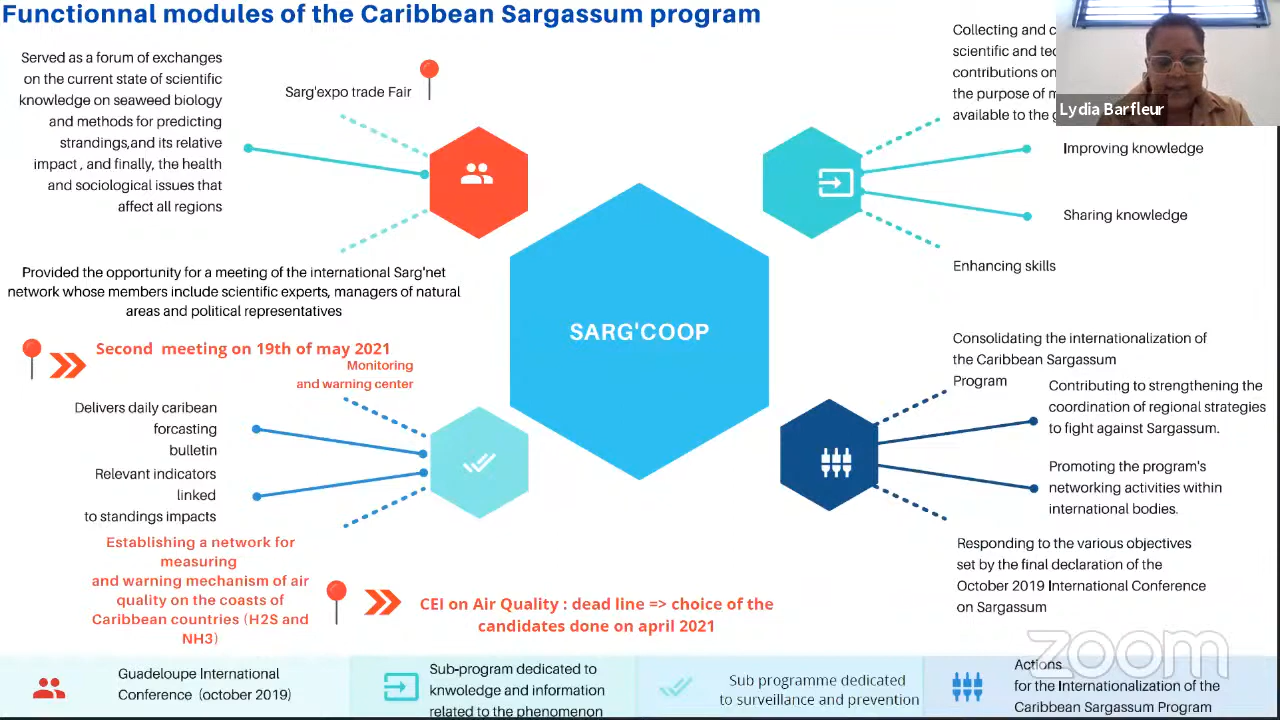 Functionnal modules of the Caribbean Sargassum program
Served as a forum of exchanges
on the current state of scientific
knowledge on seaweed biology
and methods for predicting
strandings,and its relative
impact , and finally, the health
and sociological issues that
affect all regions
Sarg'expo trade Fair
Provided the opportunity for a meeting of the international Sarg'net
network whose members include scientific experts, managers of natural
areas and political representatives
Second meeting on 19th of may 2021
Monitoring
and warning center
Delivers daily caribean
forcasting
bulletin
Relevant indicators
linked
to standings impacts
Establishing a network for
measuring
and warning mechanism of air
quality on the coasts of
Caribbean countries (H2S and
NH3)
CEI on Air Quality : dead line => choice of the
candidates done on april 2021
SARG'COOP
Collecting and
scientific and
contributions on
the purpose of
available to the
Lydia Barfleur
Improving knowledge
Sharing knowledge
Enhancing skills
Consolidating the internationalization of
the Caribbean Sargassum
Program
Contributing to strengthening the
coordination of regional strategies
to fight against Sargassum.
Promoting the program's
networking activities within
international bodies.
Responding to the various objectives
set by the final declaration of the
October 2019 International Conference
on Sargassum
zoom
Guadeloupe International
Conference (october 2019)
Sub-program dedicated to
knwoledge and information
related to the phenomenon
Sub programme dedicated
to surveillance and prevention
Actions
for the Internationalization of the
Caribbean Sargassum Program